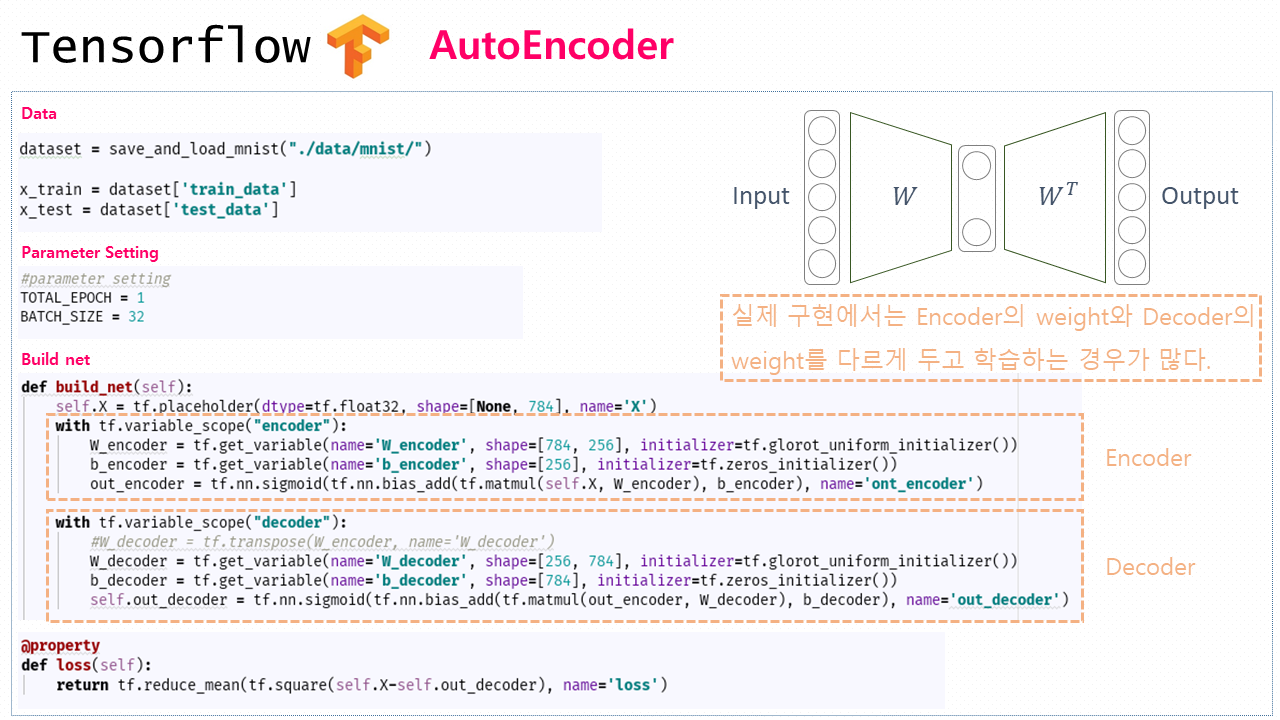 Tensorflow AutoEncoder
Data
dataset = save_and_load_mnist("./data/mnist/")
x_train = dataset['train_data']
x_test = dataset['test_data']
Input W W^T Output
Parameter Setting
#parameter setting
TOTAL_EPOCH = 1
BATCH_SIZE = 32
실제 구현에서는 Encoder의 weight와 Decoder의
weight를 다르게 두고 학습하는 경우가 많다.
Build net
def build_net(self):
    self.X = tf.placeholder(dtype=tf.float32, shape=[None, 784], name='X')
    with tf.variable_scope("encoder"):
        W_encoder = tf.get_variable(name='W_encoder', shape=[784, 256], initializer=tf.glorot_uniform_initializer())
        b_encoder = tf.get_variable(name='b_encoder', shape=[256], initializer=tf.zeros_initializer())
        out_encoder = tf.nn.sigmoid(tf.nn.bias_add(tf.matmul(self.X, W_encoder), b_encoder), name='ont_encoder')
Encoder
    with tf.variable_scope("decoder"):
        #W_decoder = tf.transpose(W_encoder, name='W_decoder')
        W_decoder = tf.get_variable(name='W_decoder', shape=[256, 784], initializer=tf.glorot_uniform_initializer())
        b_decoder = tf.get_variable(name='b_decoder', shape=[784], initializer=tf.zeros_initializer())
        self.out_decoder = tf.nn.sigmoid(tf.nn.bias_add(tf.matmul(out_encoder, W_decoder), b_decoder), name='out_decoder')
Decoder
@property
def loss(self):
    return tf.reduce_mean(tf.square(self.X-self.out_decoder), name='loss')